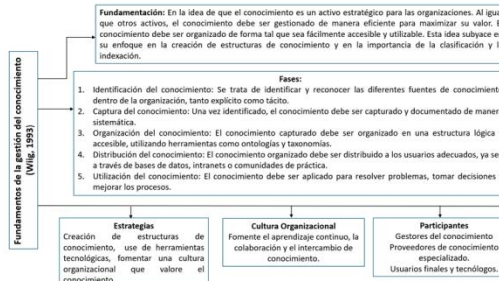 Fundamentos de la gestión del conocimiento
(Wiig, 1993)
Fundamentación: En la idea de que el conocimiento es un activo estratégico para las organizaciones. Al igual
que otros activos, el conocimiento debe ser gestionado de manera eficiente para maximizar su valor. E
conocimiento debe ser organizado de forma tal que sea fácilmente accesible y utilizable. Esta idea subyace e
su enfoque en la creación de estructuras de conocimiento y en la importancia de la clasificación y l
indexación.
Fases:
1. Identificación del conocimiento: Se trata de identificar y reconocer las diferentes fuentes de conocimiento
dentro de la organización, tanto explícito como tácito.
2. Captura del conocimiento: Una vez identificado, el conocimiento debe ser capturado y documentado de manera
sistemática.
3. Organización del conocimiento: El conocimiento capturado debe ser organizado en una estructura lógica
accesible, utilizando herramientas como ontologías y taxonomías.
4. Distribución del conocimiento: El conocimiento organizado debe ser distribuido a los usuarios adecuados, ya se
a través de bases de datos, intranets o comunidades de práctica.
5. Utilización del conocimiento: El conocimiento debe ser aplicado para resolver problemas, tomar decisiones
mejorar los procesos.
Estrategias
Creación de estructuras de
conocimiento, use de herramientas
tecnológicas, fomentar una cultura
organizacional que valore el
conocimiento.
Cultura Organizacional
Fomente el aprendizaje continuo, la
colaboración y el intercambio de
conocimiento.
Participantes
Gestores del conocimiento
Proveedores de conocimiento
especializado.
Usuarios finales y tecnólogos.